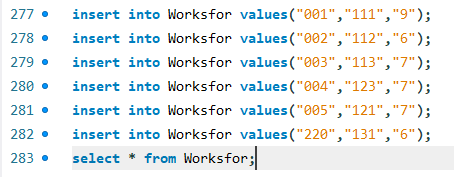 277 insert into Worksfor values("001","111","9");
278 insert into Worksfor values("002","112","6");
279 insert into Worksfor values("003","113","7");
280 insert into Worksfor values("004","123","7");
281 insert into Worksfor values("005","121","7");
282 insert into Worksfor values("220","131","6");
283 select * from Worksfor;